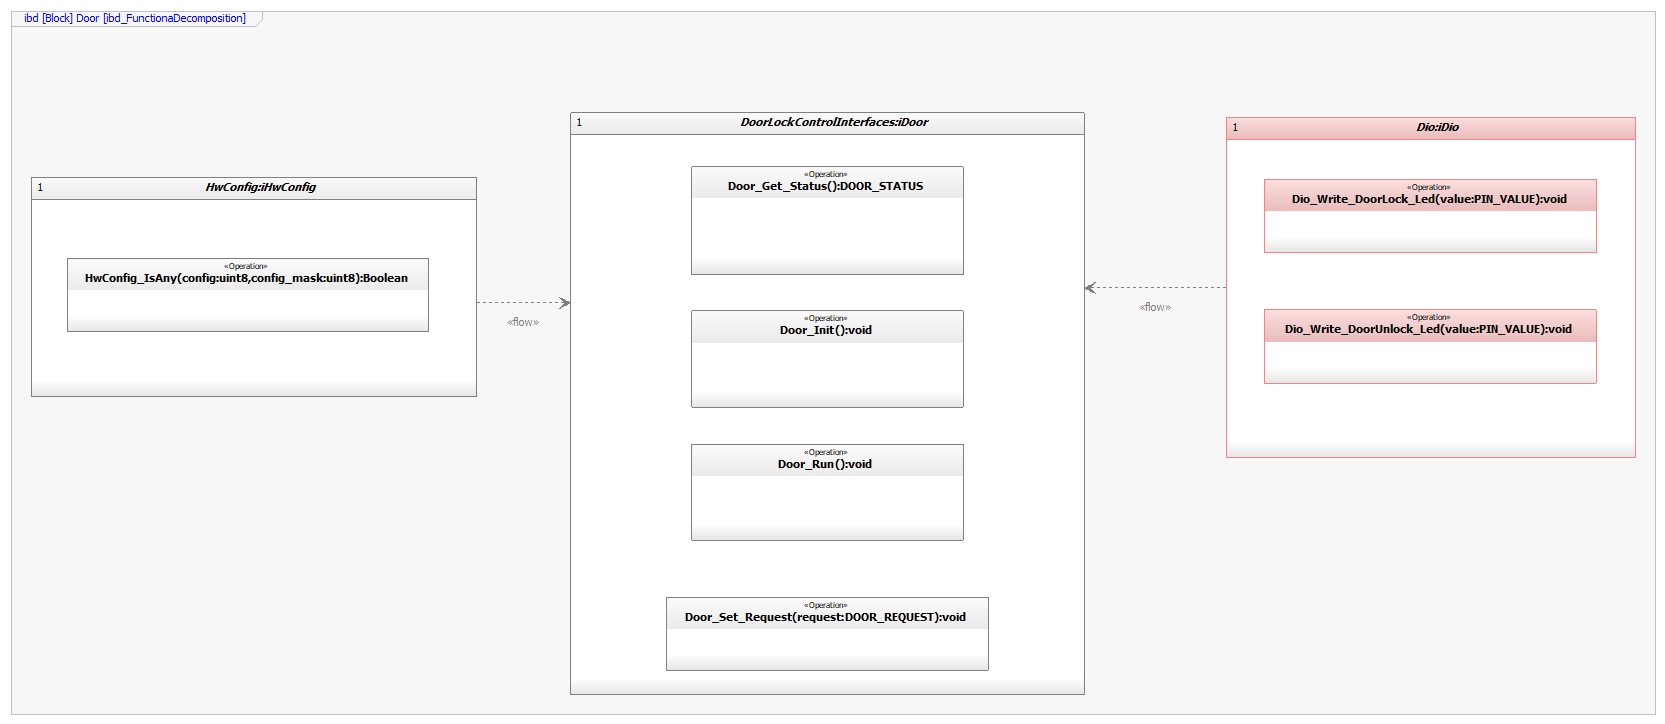 ibd [Block] Door [ibd_FunctionaDecomposition]
1
HwConfig:iHwConfig
«Operation»
HwConfig_IsAny(config:uint8,config_mask:uint8):Boolean
«flow»
1
DoorLockControlInterfaces:iDoor
«Operation»
Door_Get_Status():DOOR_STATUS
«Operation»
Door_Init():void
«Operation»
Door_Run():void
«Operation»
Door_Set_Request(request:DOOR_REQUEST):void
«flow»
1
Dio:iDio
«Operation»
Dio_Write_DoorLock_Led(value:PIN_VALUE):void
«Operation»
Dio_Write_DoorUnlock_Led(value:PIN_VALUE):void